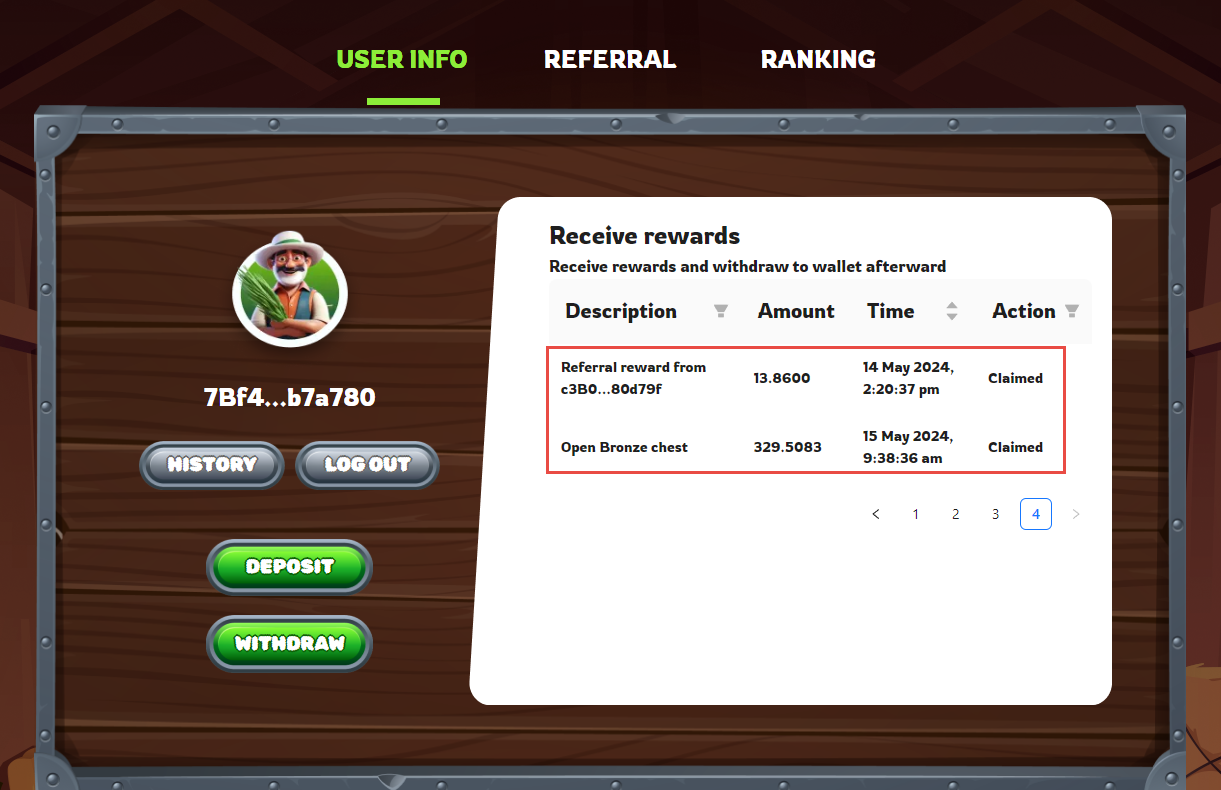 USER INFO REFERRAL RANKING
7Bf4...b7a780
HISTORY LOG OUT
DEPOSIT
WITHDRAW
Receive rewards
Receive rewards and withdraw to wallet afterward
Description Amount Time Action
Referral reward from
c3B0...80d79f
13.8600
14 May 2024,
2:20:37 pm
Claimed
Open Bronze chest
329.5083
15 May 2024,
9:38:36 am
Claimed
< 1 2 3 4 >